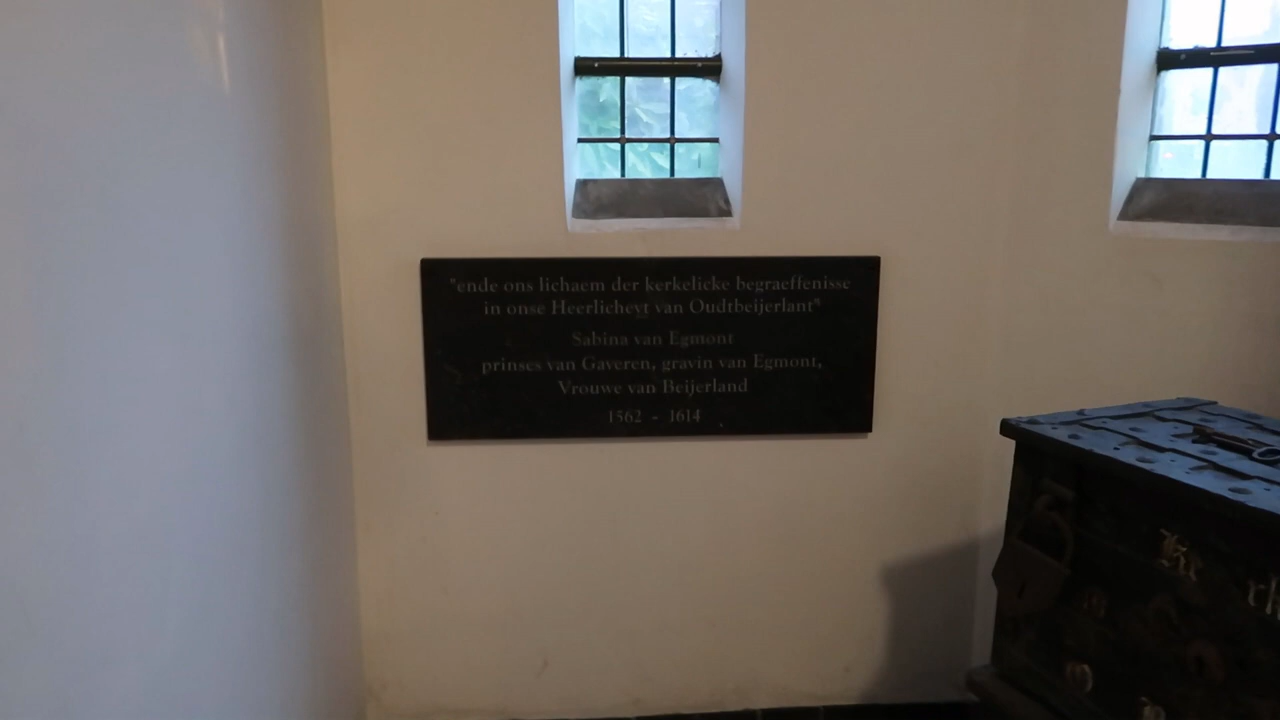 "ende ons lichaem der kerkelicke begraeffenisse
in onse Heerlicheyt van Oudtbeijerlant"
Sabina van Egmont
prinses van Gaveren, gravin van Egmont,
Vrouwe van Beijerland
1562 - 1614